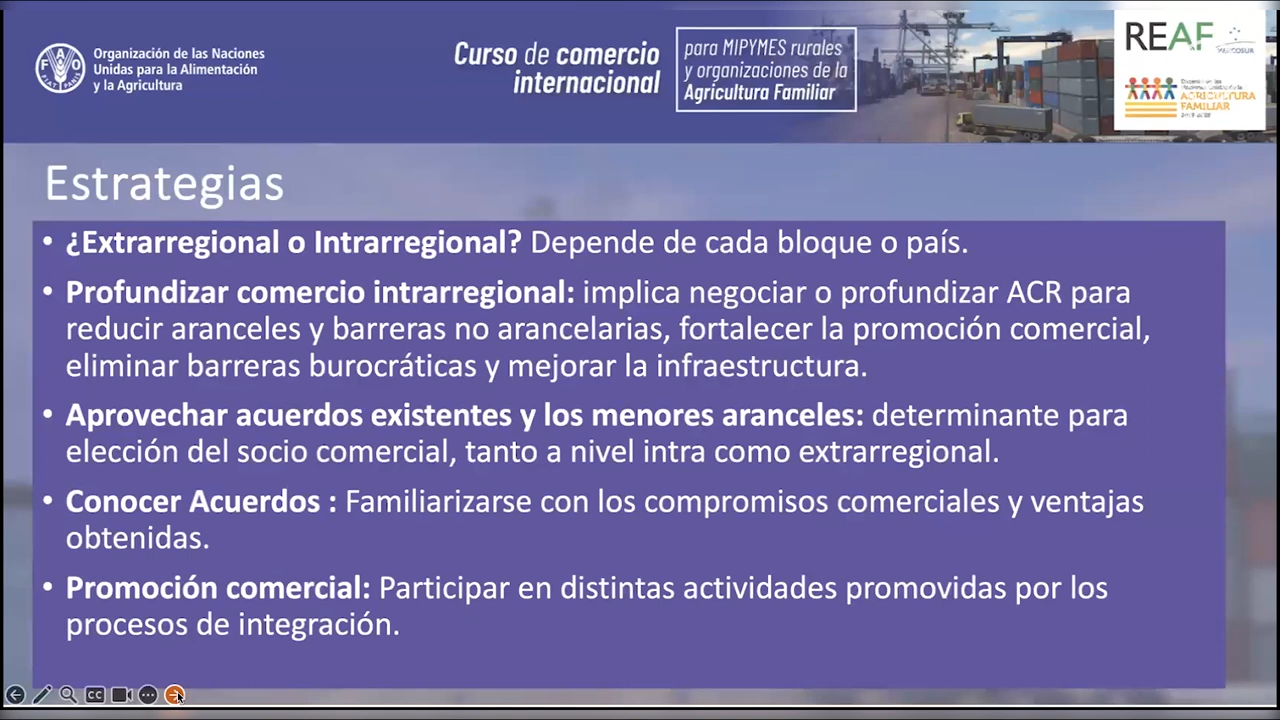 Organización de las Naciones
Unidas para la Alimentación
y la Agricultura
Curso de comercio
internacional
para MIPYMES rurales
y organizaciones de la
Agricultura Familiar
REAF
MERCOSUR
AGRICULTURA
FAMILIAR
Estrategias
• ¿Extrarregional o Intrarregional? Depende de cada bloque o país.
• Profundizar comercio intrarregional: implica negociar o profundizar ACR para
reducir aranceles y barreras no arancelarias, fortalecer la promoción comercial,
eliminar barreras burocráticas y mejorar la infraestructura.
• Aprovechar acuerdos existentes y los menores aranceles: determinante para
elección del socio comercial, tanto a nivel intra como extrarregional.
• Conocer Acuerdos : Familiarizarse con los compromisos comerciales y ventajas
obtenidas.
• Promoción comercial: Participar en distintas actividades promovidas por los
procesos de integración.
CC